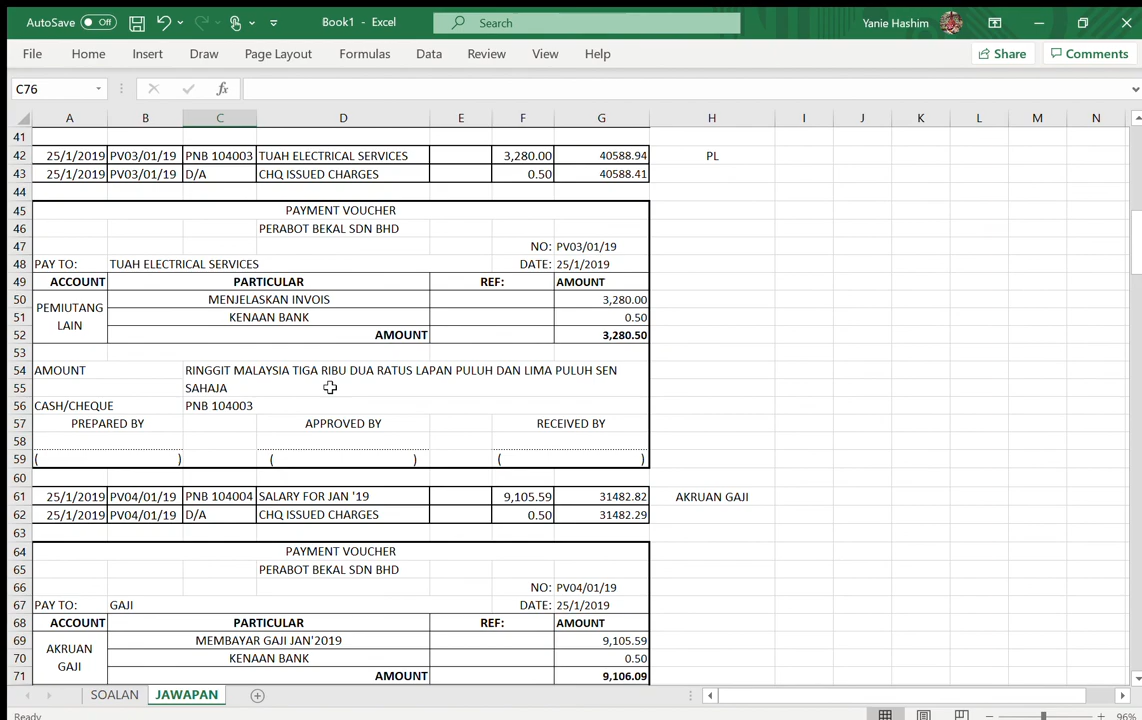 AutoSave Off Book1 - Excel Search Yanie Hashim
File Home Insert Draw Page Layout Formulas Data Review View Help Share Comments
C76 fx
A B C D E F G H I J K L M N
41
42 25/1/2019 PV03/01/19 PNB 104003 TUAH ELECTRICAL SERVICES 3,280.00 40588.94 PL
43 25/1/2019 PV03/01/19 D/A CHQ ISSUED CHARGES 0.50 40588.41
44
45 PAYMENT VOUCHER
46 PERABOT BEKAL SDN BHD
47 NO: PV03/01/19
48 PAY TO: TUAH ELECTRICAL SERVICES DATE: 25/1/2019
49 ACCOUNT PARTICULAR REF: AMOUNT
50 PEMIUTANG LAIN MENJELASKAN INVOIS 3,280.00
51 KENAAN BANK 0.50
52 AMOUNT 3,280.50
53
54 AMOUNT RINGGIT MALAYSIA TIGA RIBU DUA RATUS LAPAN PULUH DAN LIMA PULUH SEN
55 SAHAJA
56 CASH/CHEQUE PNB 104003
57 PREPARED BY APPROVED BY RECEIVED BY
58
59 ( ) ( ) ( )
60
61 25/1/2019 PV04/01/19 PNB 104004 SALARY FOR JAN '19 9,105.59 31482.82 AKRUAN GAJI
62 25/1/2019 PV04/01/19 D/A CHQ ISSUED CHARGES 0.50 31482.29
63
64 PAYMENT VOUCHER
65 PERABOT BEKAL SDN BHD
66 NO: PV04/01/19
67 PAY TO: GAJI DATE: 25/1/2019
68 ACCOUNT PARTICULAR REF: AMOUNT
69 AKRUAN GAJI MEMBAYAR GAJI JAN'2019 9,105.59
70 KENAAN BANK 0.50
71 AMOUNT 9,106.09
SOALAN JAWAPAN
Ready 96%